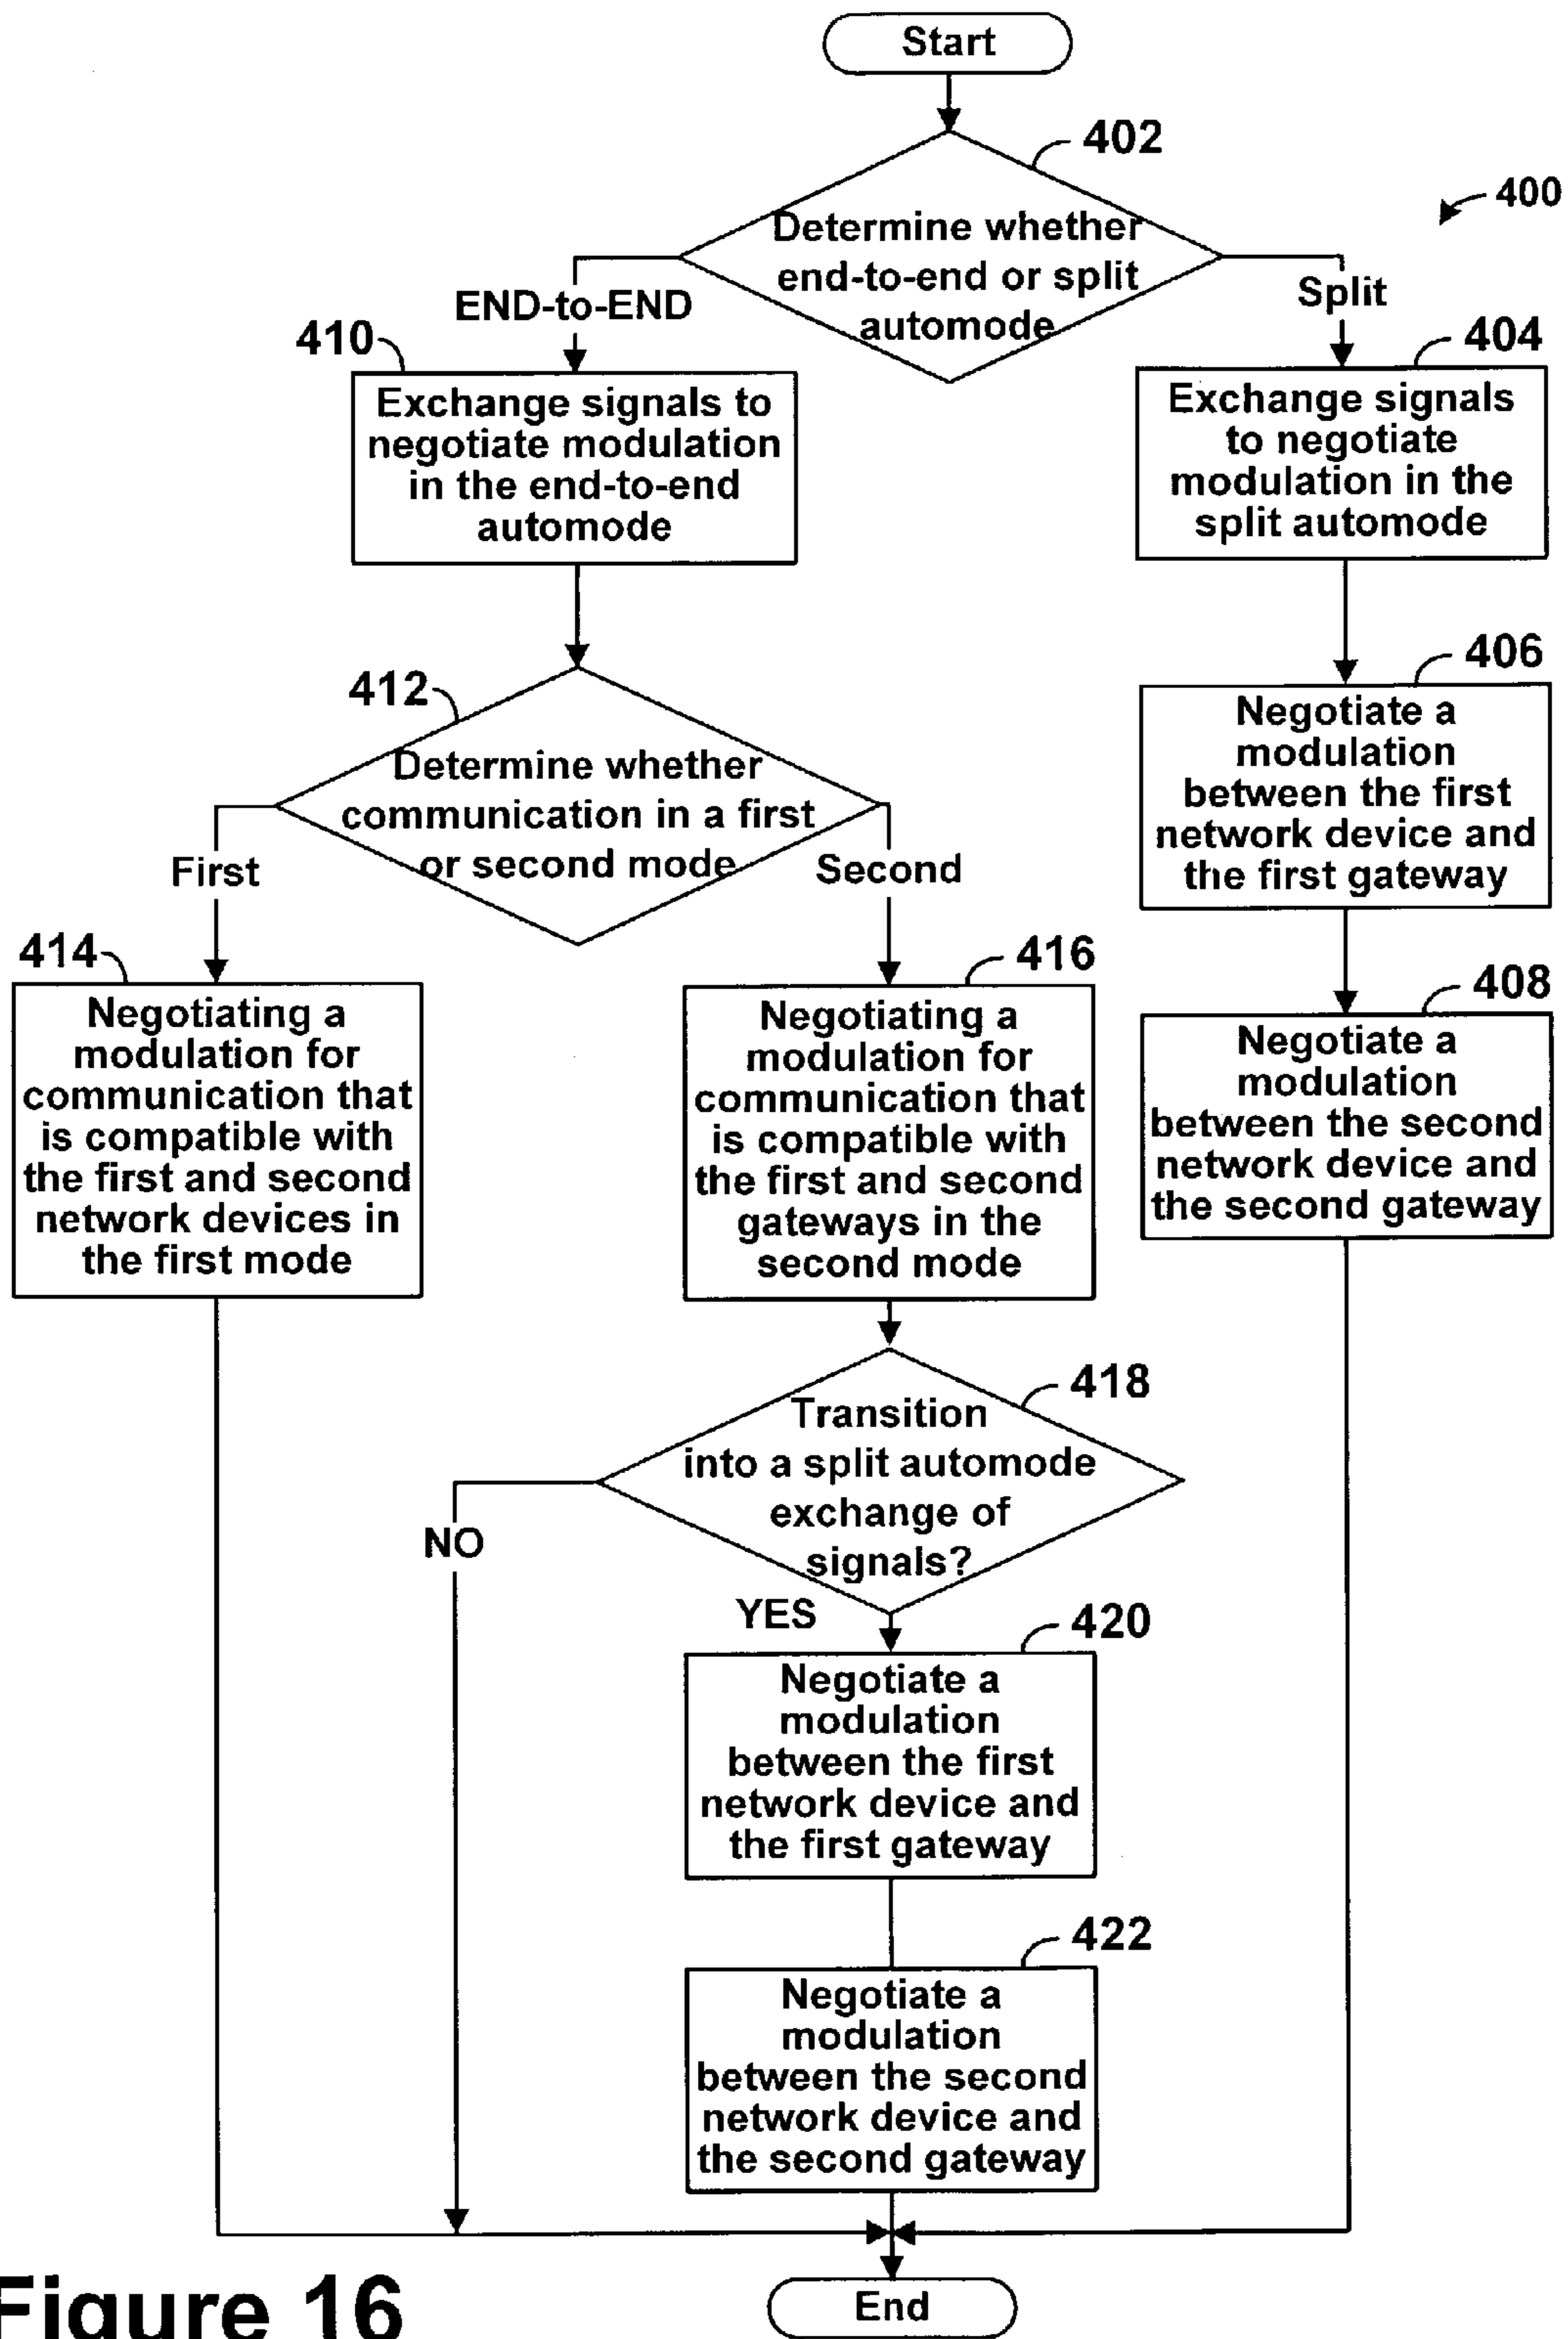 Start
402
400
Determine whether
end-to-end or split
automode
END-to-END
Split
410
404
Exchange signals to
negotiate modulation
in the end-to-end
automode
Exchange signals
to negotiate
modulation in the
split automode
412
406
Determine whether
communication in a first
or second mode
First
Second
Negotiate a
modulation
between the first
network device and
the first gateway
414
416
408
Negotiating a
modulation for
communication that
is compatible with
the first and second
network devices in
the first mode
Negotiating a
modulation for
communication that
is compatible with
the first and second
gateways in the
second mode
Negotiate a
modulation
between the second
network device and
the second gateway
418
Transition
into a split automode
exchange of
signals?
NO
YES
420
Negotiate a
modulation
between the first
network device and
the first gateway
422
Negotiate a
modulation
between the second
network device and
the second gateway
End
Figure 16